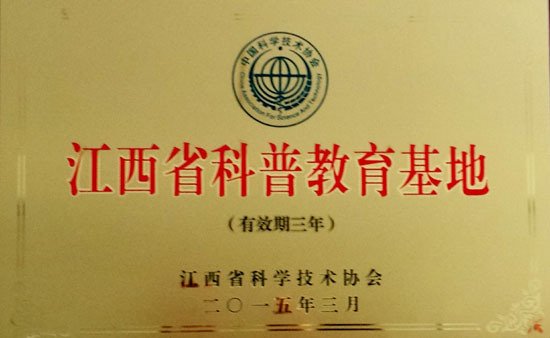 中国科学技术协会
China Association For Science And Technology
江西省科普教育基地
（有效期三年）
江西省科学技术协会
二〇一五年三月